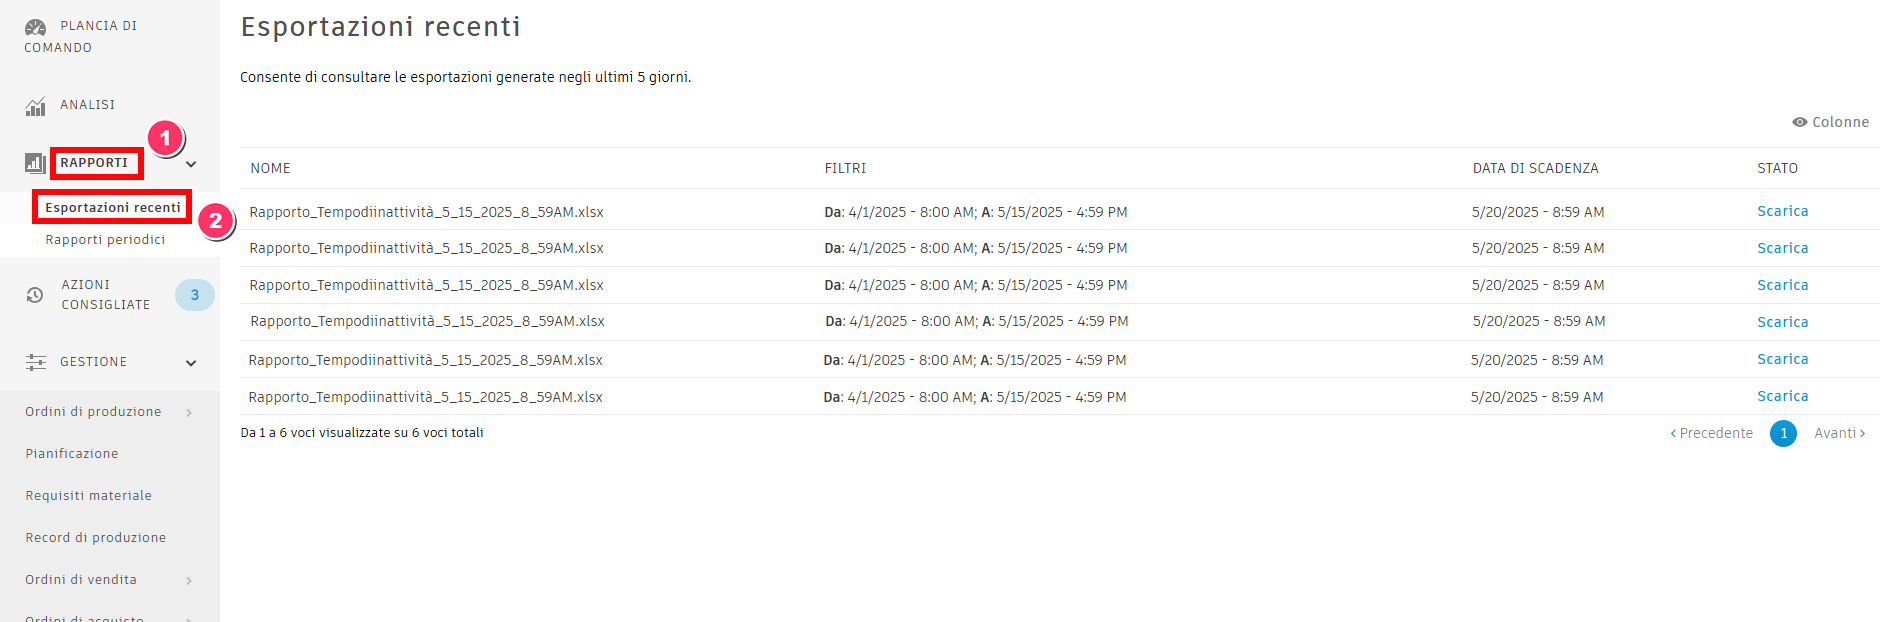 PLANCIA DI
COMANDO
ANALISI
1
RAPPORTI
Esportazioni recenti
2
Rapporti periodici
AZIONI
CONSIGLIATE
3
GESTIONE
Ordini di produzione
Pianificazione
Requisiti materiale
Record di produzione
Ordini di vendita
Ordini di acquisto
Esportazioni recenti
Consente di consultare le esportazioni generate negli ultimi 5 giorni.
Colonne
NOME FILTRI DATA DI SCADENZA STATO
Rapporto_Tempodiinattività_5_15_2025_8_59AM.xlsx Da: 4/1/2025 - 8:00 AM; A: 5/15/2025 - 4:59 PM 5/20/2025 - 8:59 AM Scarica
Rapporto_Tempodiinattività_5_15_2025_8_59AM.xlsx Da: 4/1/2025 - 8:00 AM; A: 5/15/2025 - 4:59 PM 5/20/2025 - 8:59 AM Scarica
Rapporto_Tempodiinattività_5_15_2025_8_59AM.xlsx Da: 4/1/2025 - 8:00 AM; A: 5/15/2025 - 4:59 PM 5/20/2025 - 8:59 AM Scarica
Rapporto_Tempodiinattività_5_15_2025_8_59AM.xlsx Da: 4/1/2025 - 8:00 AM; A: 5/15/2025 - 4:59 PM 5/20/2025 - 8:59 AM Scarica
Rapporto_Tempodiinattività_5_15_2025_8_59AM.xlsx Da: 4/1/2025 - 8:00 AM; A: 5/15/2025 - 4:59 PM 5/20/2025 - 8:59 AM Scarica
Rapporto_Tempodiinattività_5_15_2025_8_59AM.xlsx Da: 4/1/2025 - 8:00 AM; A: 5/15/2025 - 4:59 PM 5/20/2025 - 8:59 AM Scarica
Da 1 a 6 voci visualizzate su 6 voci totali
‹ Precedente 1 Avanti ›